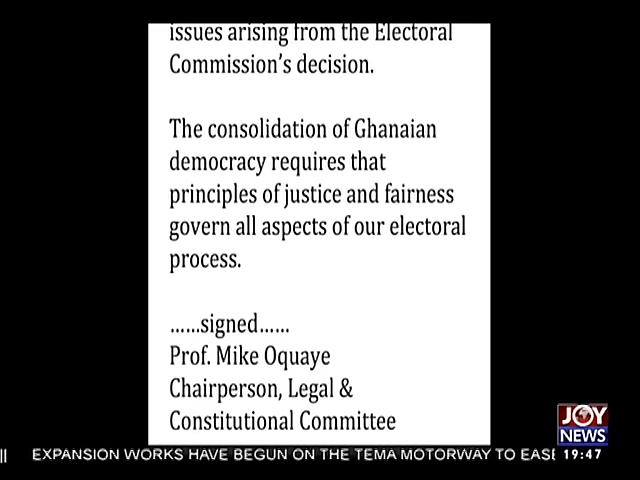 issues arising from the Electoral
Commission's decision.
The consolidation of Ghanaian
democracy requires that
principles of justice and fairness
govern all aspects of our electoral
process.
......signed......
Prof. Mike Oquaye
Chairperson, Legal &
Constitutional Committee
JOY
NEWS
|| EXPANSION WORKS HAVE BEGUN ON THE TEMA MOTORWAY TO EASE 19:47